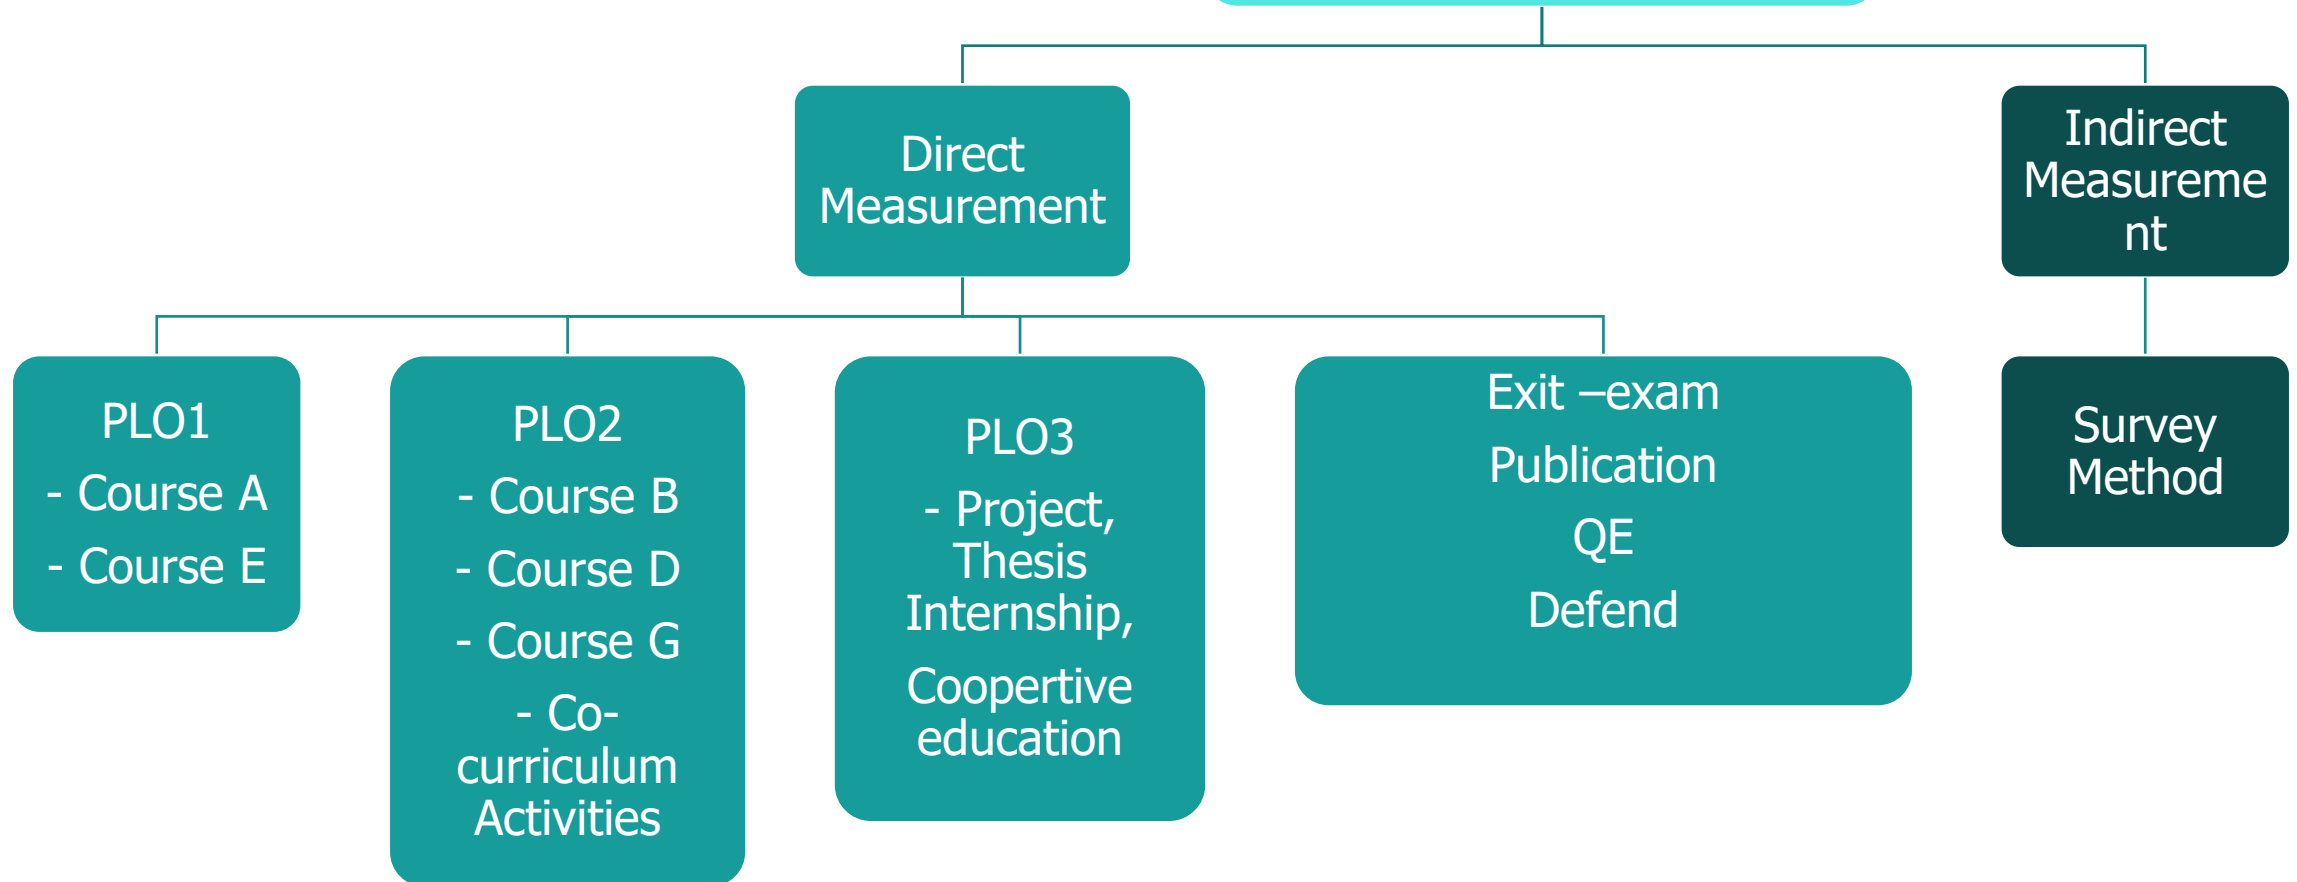 Direct
Measurement
Indirect
Measureme
nt
PLO1
- Course A
- Course E
PLO2
- Course B
- Course D
- Course G
- Co-
curriculum
Activities
PLO3
- Project,
Thesis
Internship,
Coopertive
education
Exit –exam
Publication
QE
Defend
Survey
Method